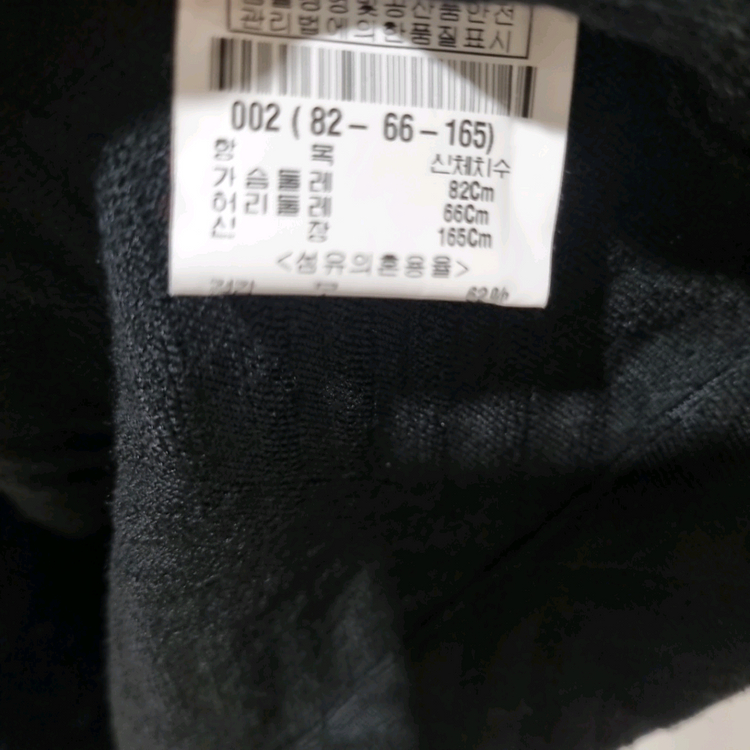 관리법에의한품질표시
002 ( 82 - 66 - 165)
항 목 신체치수
가슴둘레 82Cm
허리둘레 66Cm
신 장 165Cm
<섬유의혼용율>